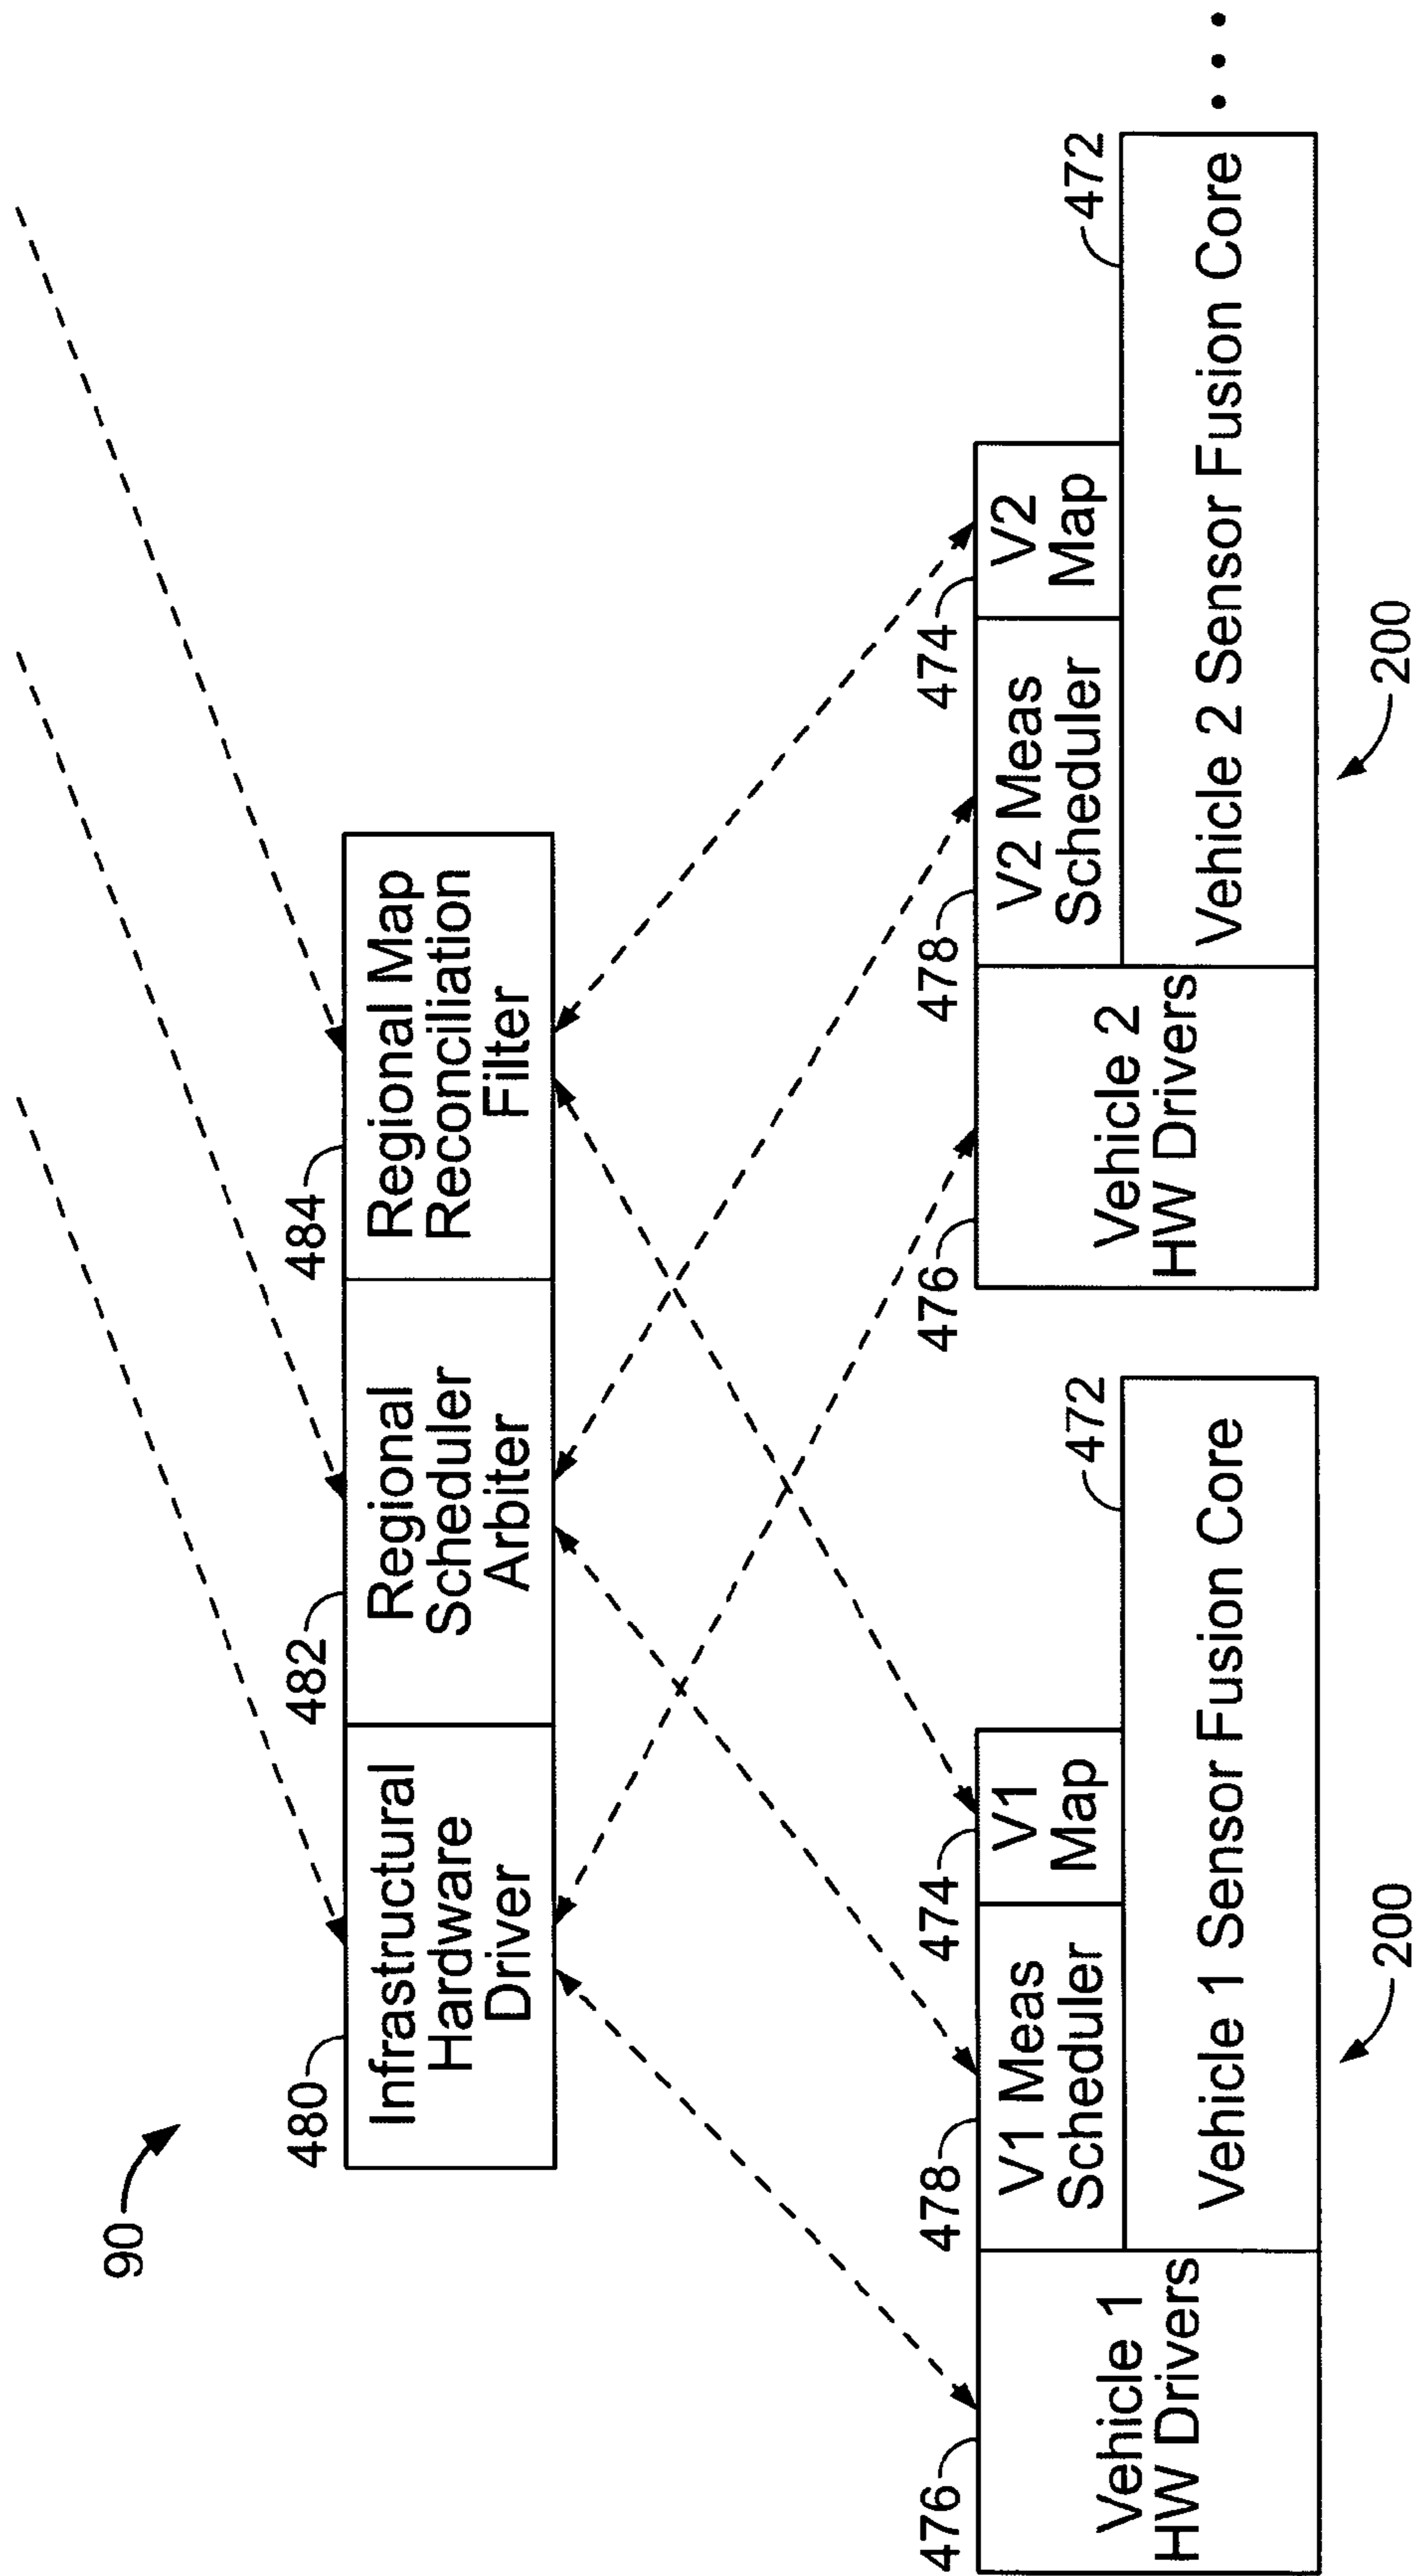 90
480
Infrastructural
Hardware
Driver
482
Regional
Scheduler
Arbiter
484
Regional Map
Reconciliation
Filter
476
Vehicle 1
HW Drivers
478
V1 Meas
Scheduler
474
V1
Map
472
Vehicle 1 Sensor Fusion Core
200
476
Vehicle 2
HW Drivers
478
V2 Meas
Scheduler
474
V2
Map
472
Vehicle 2 Sensor Fusion Core
200